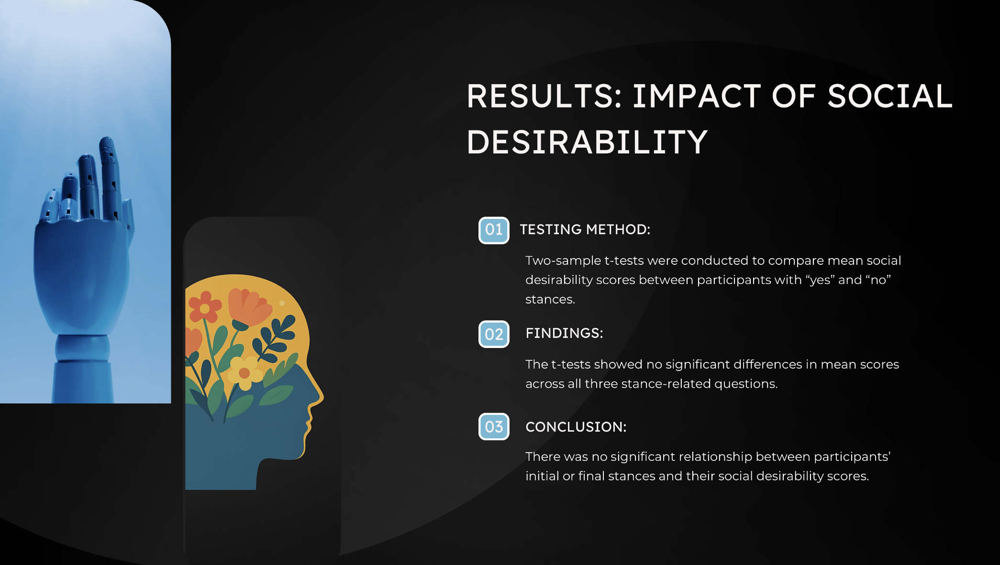 RESULTS: IMPACT OF SOCIAL
DESIRABILITY
01 TESTING METHOD:
Two-sample t-tests were conducted to compare mean social
desirability scores between participants with “yes” and “no”
stances.
02 FINDINGS:
The t-tests showed no significant differences in mean scores
across all three stance-related questions.
03 CONCLUSION:
There was no significant relationship between participants’
initial or final stances and their social desirability scores.